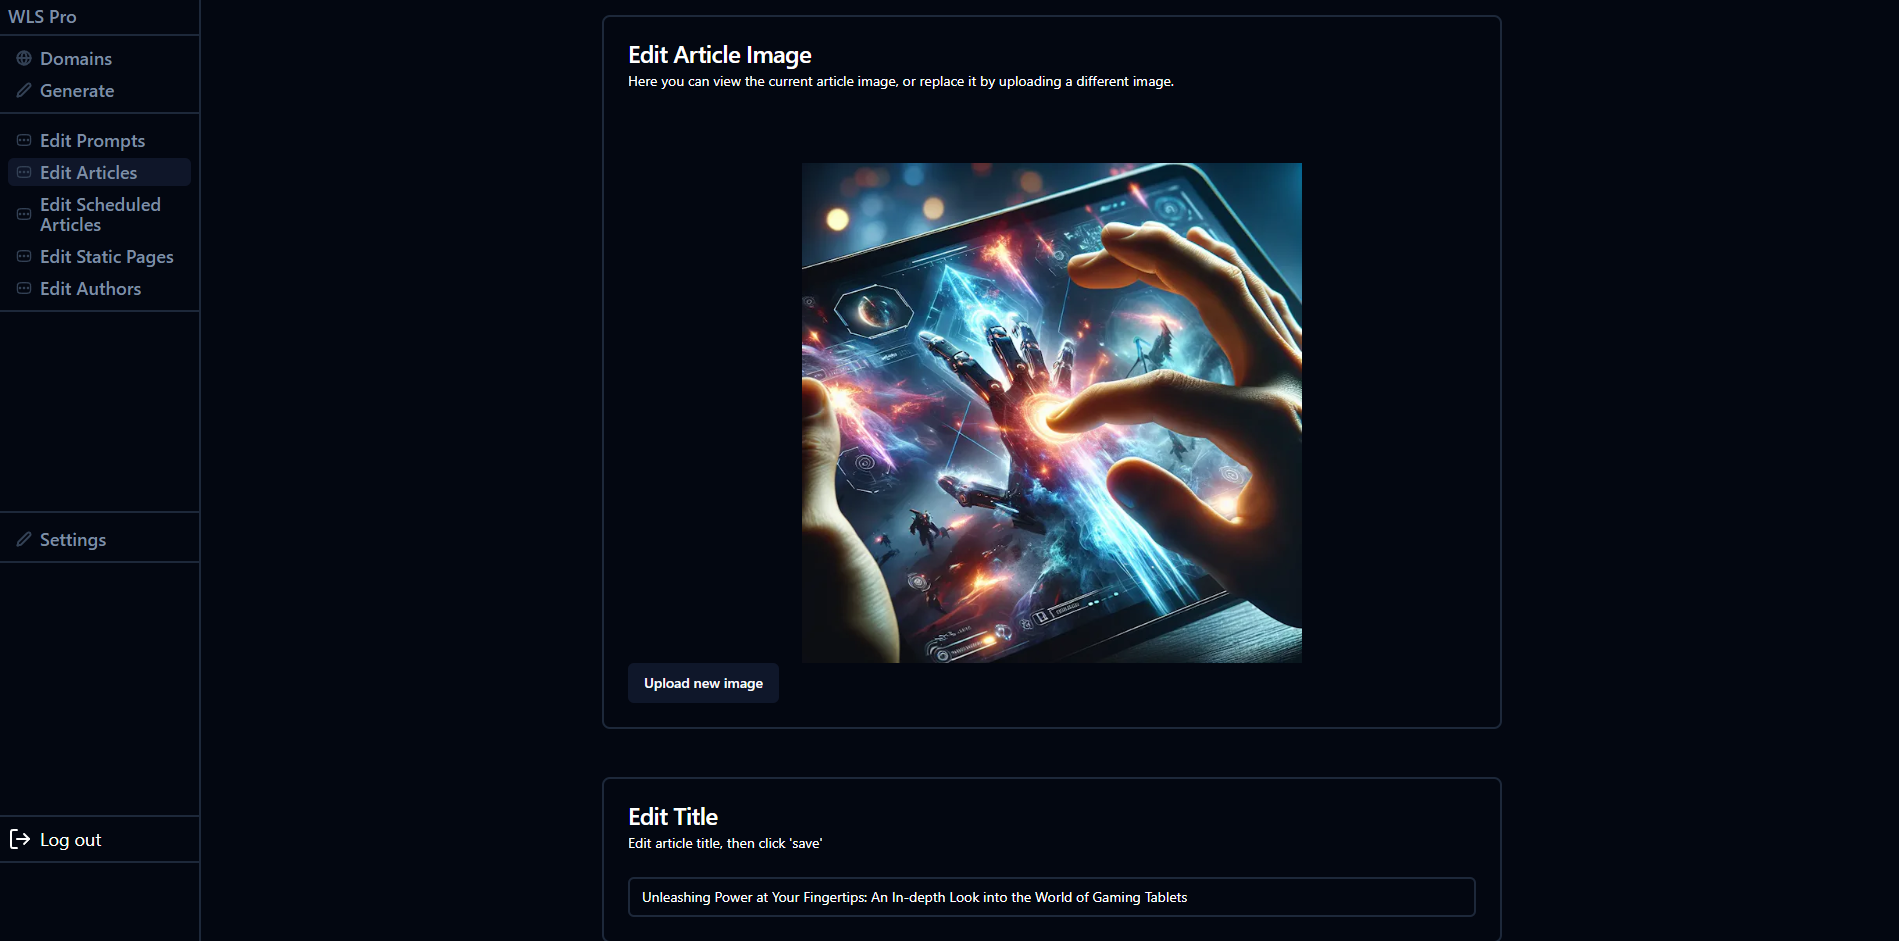 WLS Pro
Domains
Generate
Edit Prompts
Edit Articles
Edit Scheduled
Articles
Edit Static Pages
Edit Authors
Settings
Log out
Edit Article Image
Here you can view the current article image, or replace it by uploading a different image.
Upload new image
Edit Title
Edit article title, then click 'save'
Unleashing Power at Your Fingertips: An In-depth Look into the World of Gaming Tablets